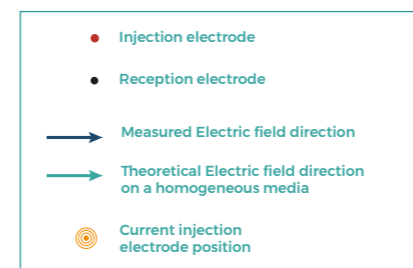 Injection electrode
Reception electrode
Measured Electric field direction
Theoretical Electric field direction
on a homogeneous media
Current injection
electrode position